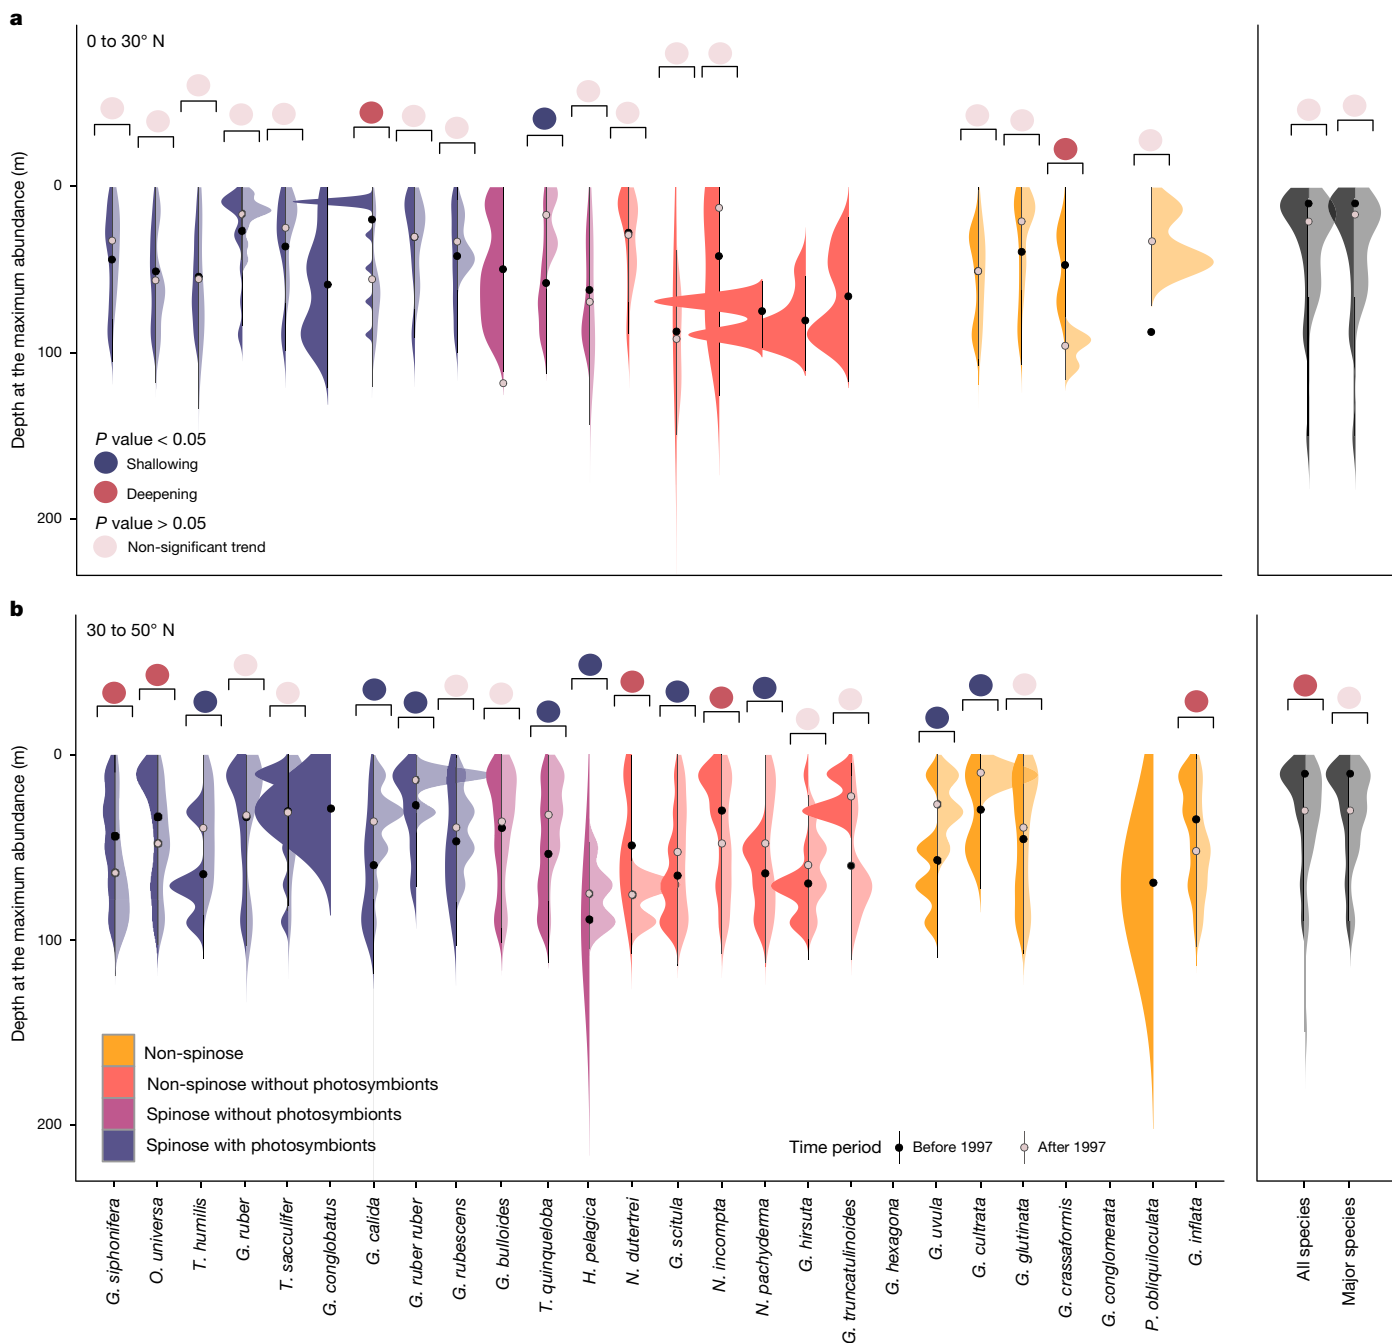 a
0 to 30° N
Depth at the maximum abundance (m)
0
100
200
P value < 0.05
Shallowing
Deepening
P value > 0.05
Non-significant trend
b
30 to 50° N
Depth at the maximum abundance (m)
0
100
200
Non-spinose
Non-spinose without photosymbionts
Spinose without photosymbionts
Spinose with photosymbionts
Time period
Before 1997
After 1997
G. siphonifera
O. universa
T. humilis
G. ruber
T. sacculifer
G. conglobatus
G. calida
G. ruber ruber
G. rubescens
G. bulloides
T. quinqueloba
H. pelagica
N. dutertrei
G. scitula
N. incompta
N. pachyderma
G. hirsuta
G. truncatulinoides
G. hexagona
G. uvula
G. cultrata
G. glutinata
G. crassaformis
G. conglomerata
P. obliquiloculata
G. inflata
All species
Major species